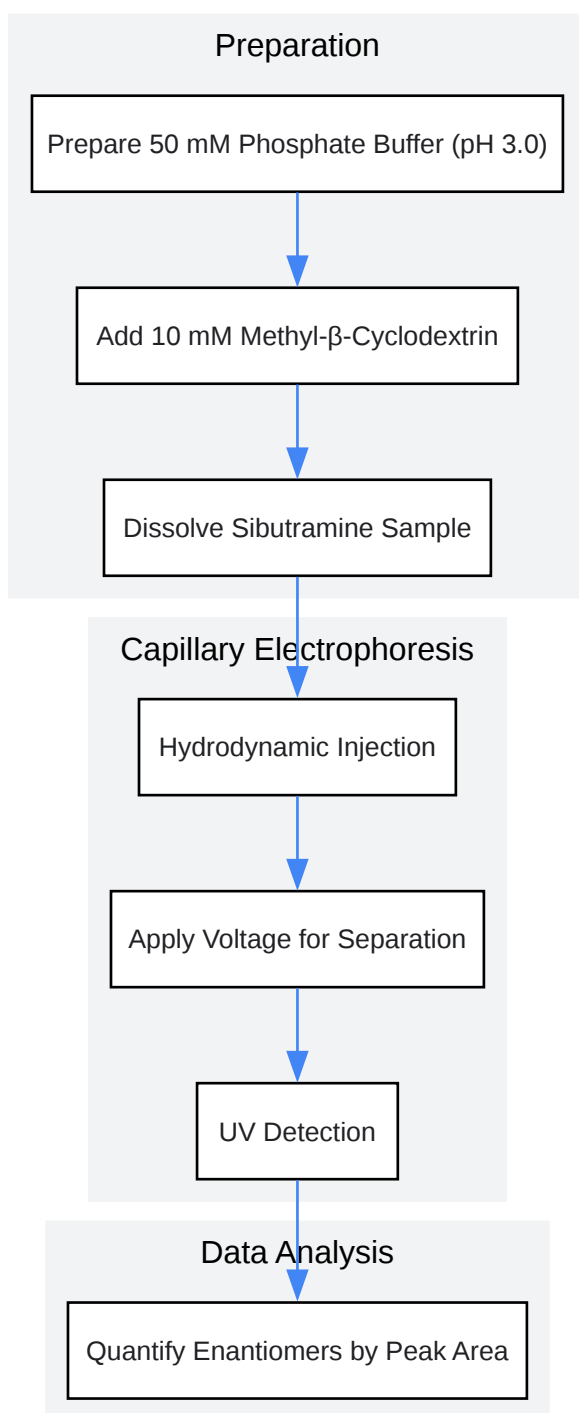 Preparation
Prepare 50 mM Phosphate Buffer (pH 3.0)
Add 10 mM Methyl-β-Cyclodextrin
Dissolve Sibutramine Sample
Capillary Electrophoresis
Hydrodynamic Injection
Apply Voltage for Separation
UV Detection
Data Analysis
Quantify Enantiomers by Peak Area